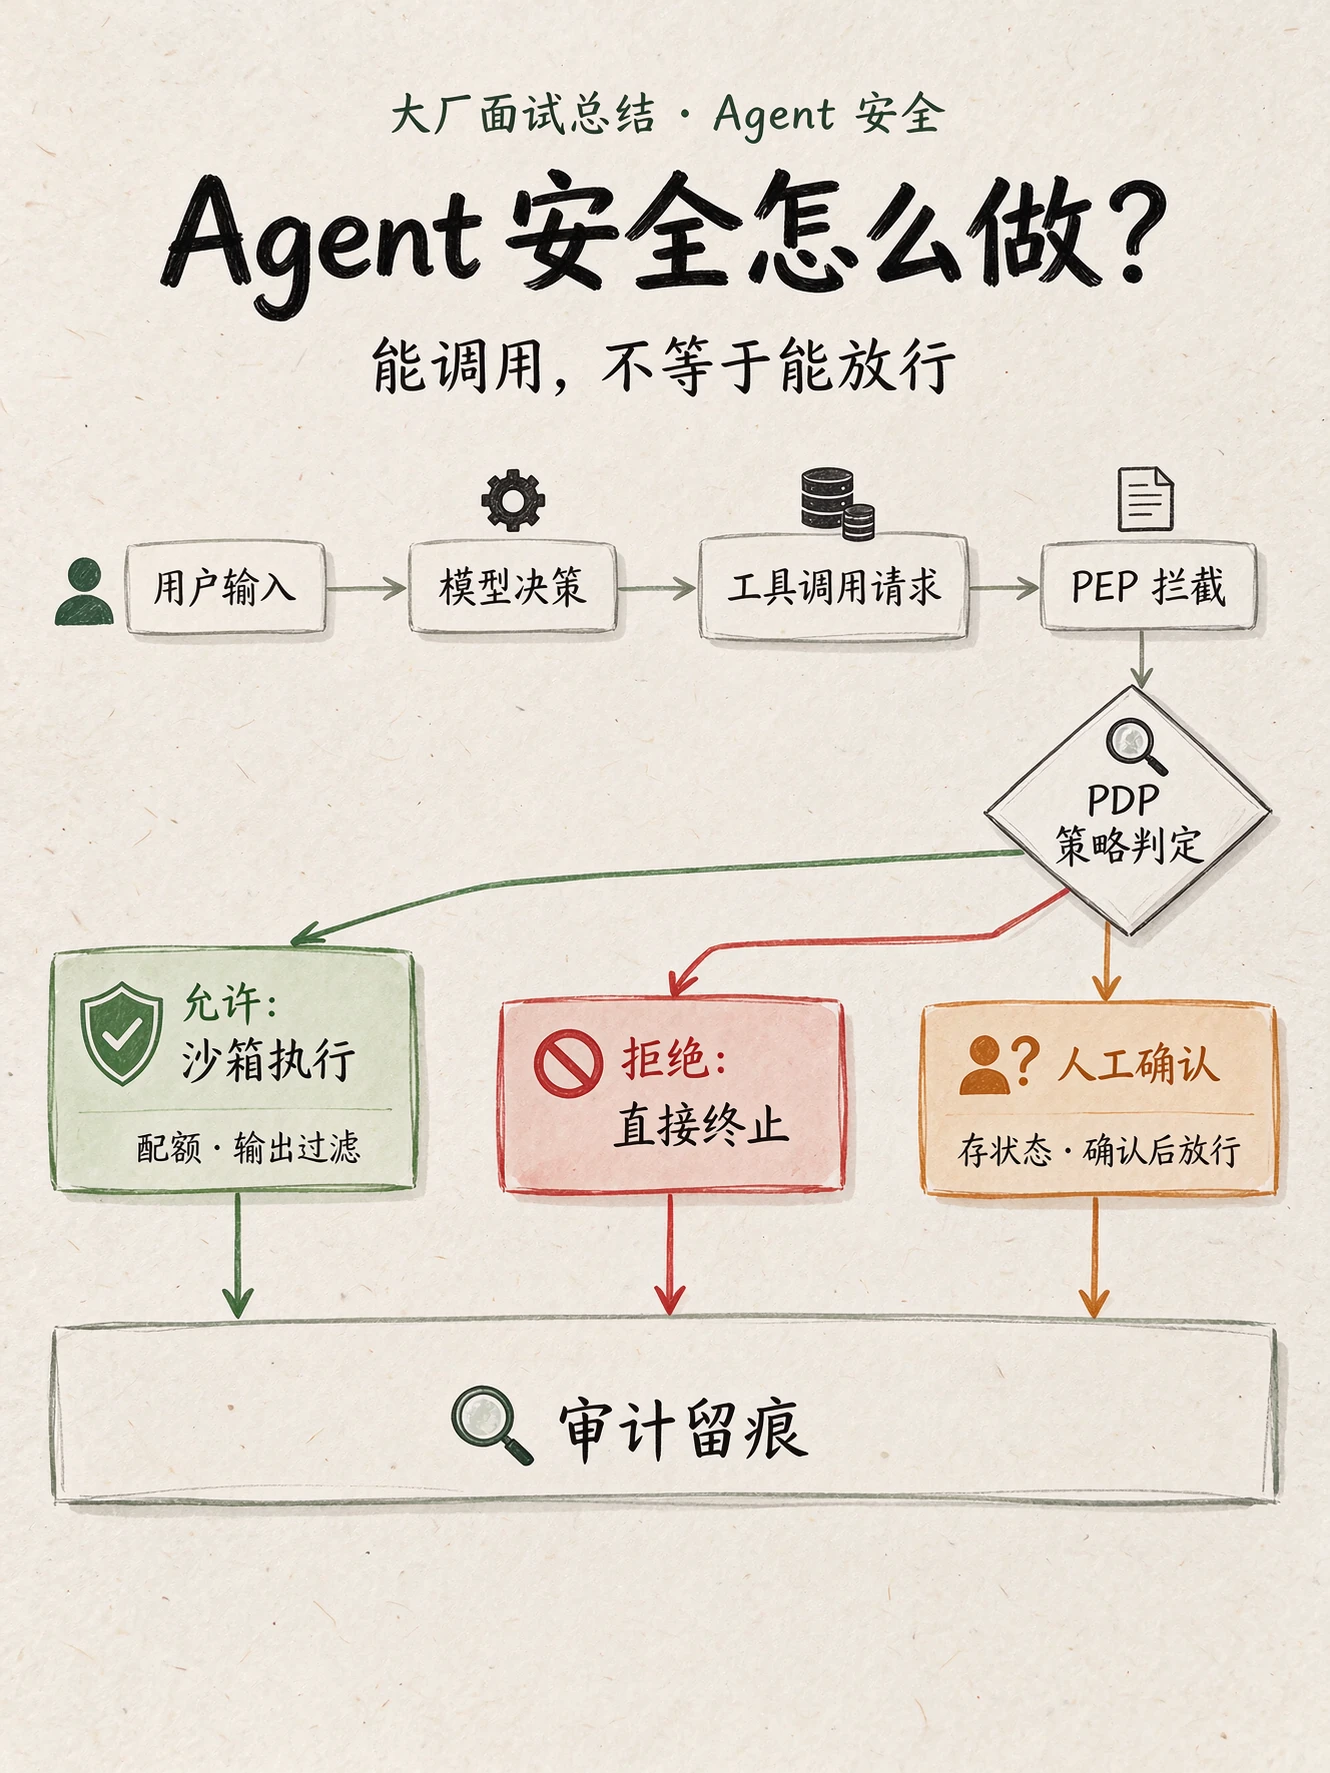 大厂面试总结 · Agent 安全
Agent 安全怎么做？
能调用，不等于能放行
用户输入
模型决策
工具调用请求
PEP 拦截
PDP
策略判定
允许：
沙箱执行
配额 · 输出过滤
拒绝：
直接终止
人工确认
存状态 · 确认后放行
审计留痕